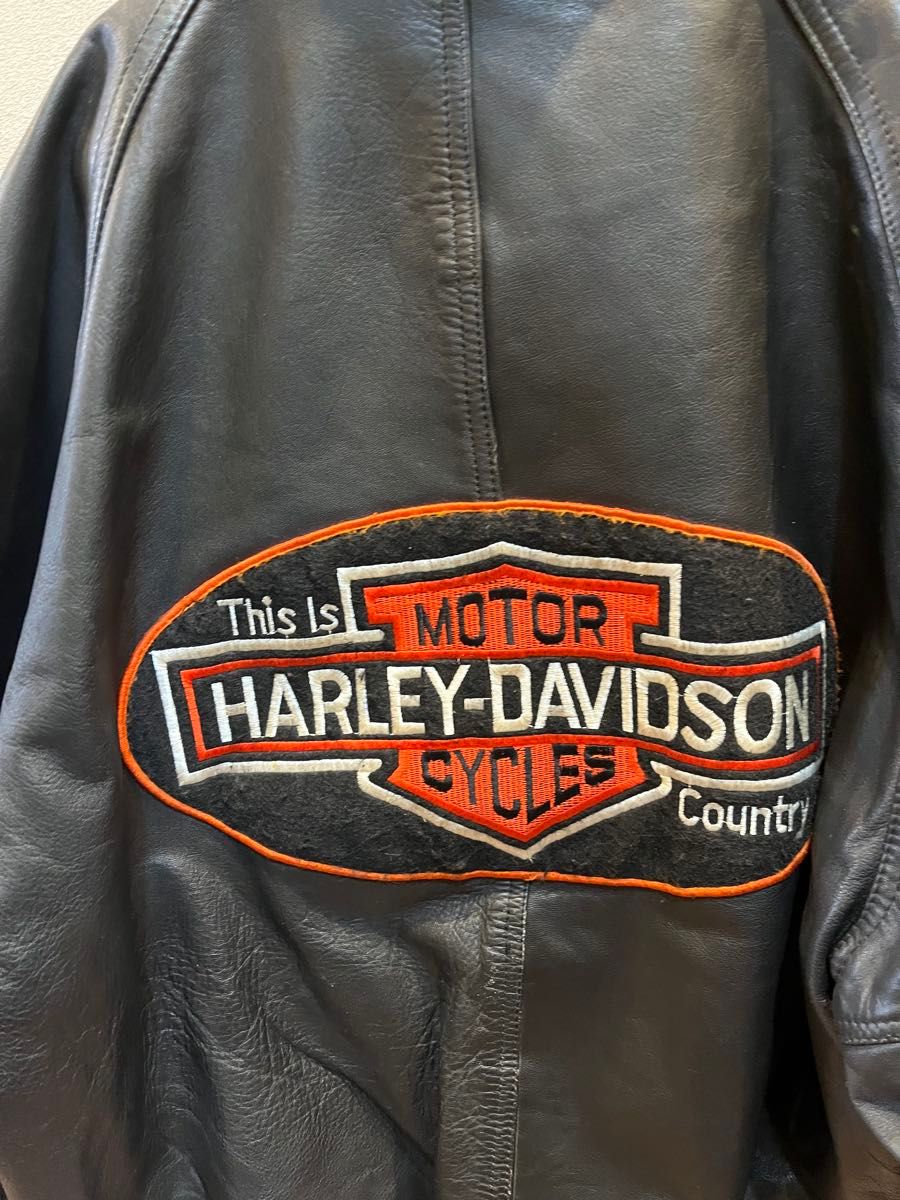 This Is
MOTOR
HARLEY-DAVIDSON
CYCLES
Country